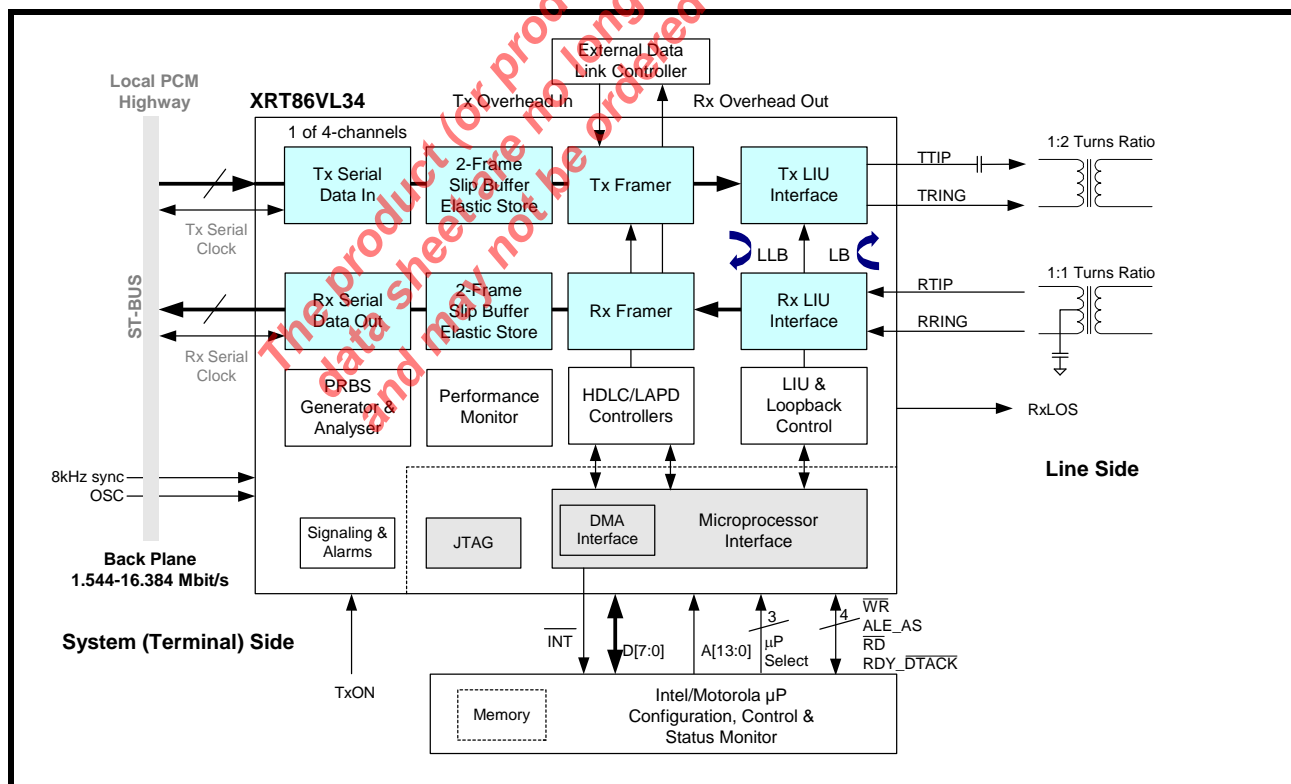 External Data
Link Controller
Local PCM
Highway
XRT86VL34
Tx Overhead In
Rx Overhead Out
1 of 4-channels
Tx Serial
Data In
2-Frame
Slip Buffer
Elastic Store
Tx Framer
Tx LIU
Interface
TTIP
TRING
1:2 Turns Ratio
Tx Serial
Clock
LLB
LB
ST-BUS
Rx Serial
Data Out
2-Frame
Slip Buffer
Elastic Store
Rx Framer
Rx LIU
Interface
RTIP
RRING
1:1 Turns Ratio
Rx Serial
Clock
PRBS
Generator &
Analyser
Performance
Monitor
HDLC/LAPD
Controllers
LIU &
Loopback
Control
RxLOS
8kHz sync
OSC
Line Side
Signaling &
Alarms
JTAG
DMA
Interface
Microprocessor
Interface
Back Plane
1.544-16.384 Mbit/s
System (Terminal) Side
TxON
INT
D[7:0]
A[13:0]
3
µP
Select
4
WR
ALE_AS
RD
RDY_DTACK
Memory
Intel/Motorola µP
Configuration, Control &
Status Monitor
The product (or prod
data sheet are no long
and may not be ordered